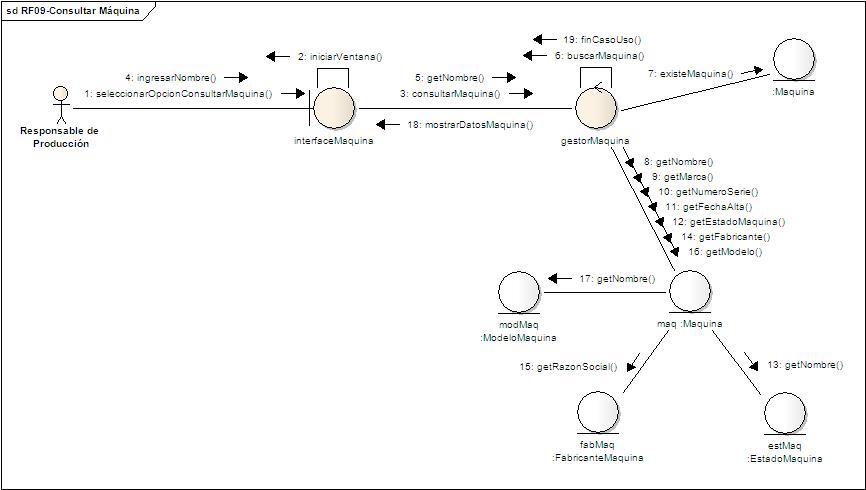 sd RF09-Consultar Máquina
19: finCasoUso()
2: iniciarVentana()
6: buscarMaquina()
4: ingresarNombre()
5: getNombre()
7: existeMaquina()
1: seleccionarOpcionConsultarMaquina()
3: consultarMaquina()
:Maquina
18: mostrarDatosMaquina()
Responsable de
Producción
interfaceMaquina
gestorMaquina
8: getNombre()
9: getMarca()
10: getNumeroSerie()
11: getFechaAlta()
12: getEstadoMaquina()
14: getFabricante()
16: getModelo()
17: getNombre()
modMaq
:ModeloMaquina
maq :Maquina
15: getRazonSocial()
13: getNombre()
fabMaq
:FabricanteMaquina
estMaq
:EstadoMaquina